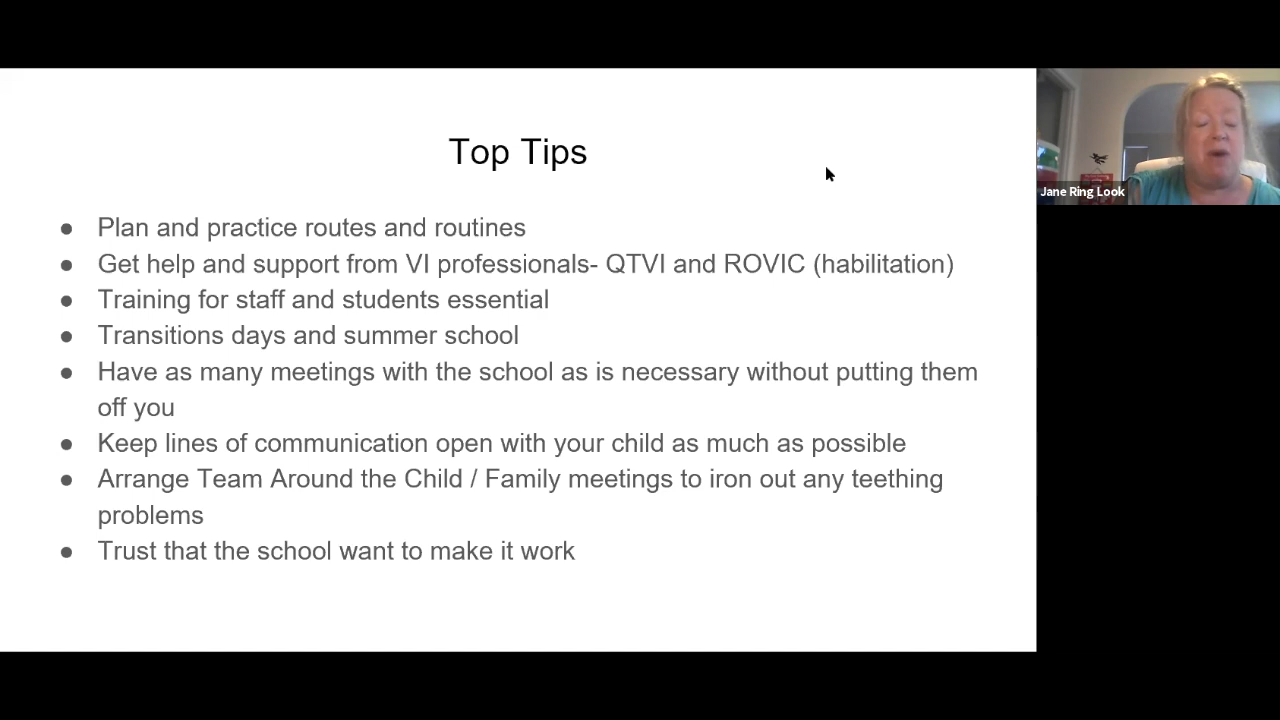 Top Tips
● Plan and practice routes and routines
● Get help and support from VI professionals- QTVI and ROVIC (habilitation)
● Training for staff and students essential
● Transitions days and summer school
● Have as many meetings with the school as is necessary without putting them
off you
● Keep lines of communication open with your child as much as possible
● Arrange Team Around the Child / Family meetings to iron out any teething
problems
● Trust that the school want to make it work
Jane Ring Look